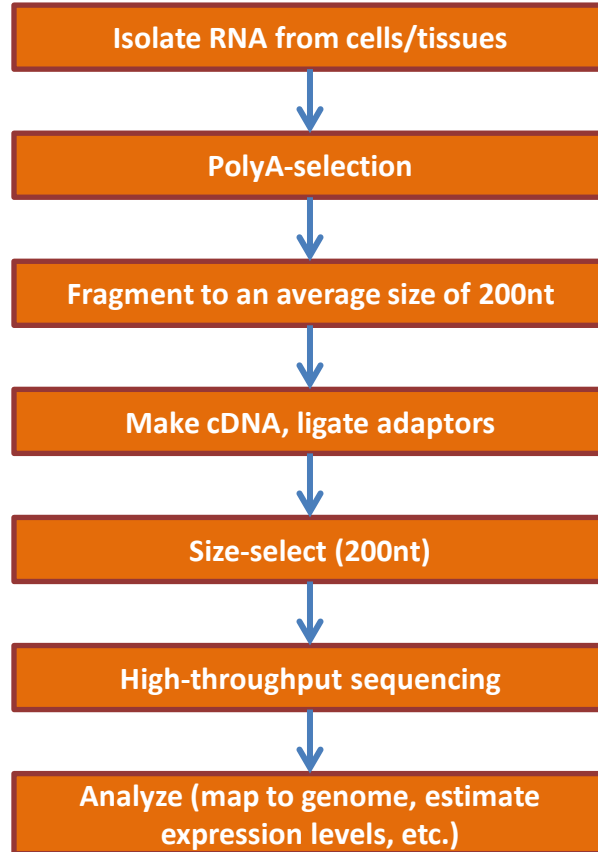 Isolate RNA from cells/tissues
PolyA-selection
Fragment to an average size of 200nt
Make cDNA, ligate adaptors
Size-select (200nt)
High-throughput sequencing
Analyze (map to genome, estimate
expression levels, etc.)